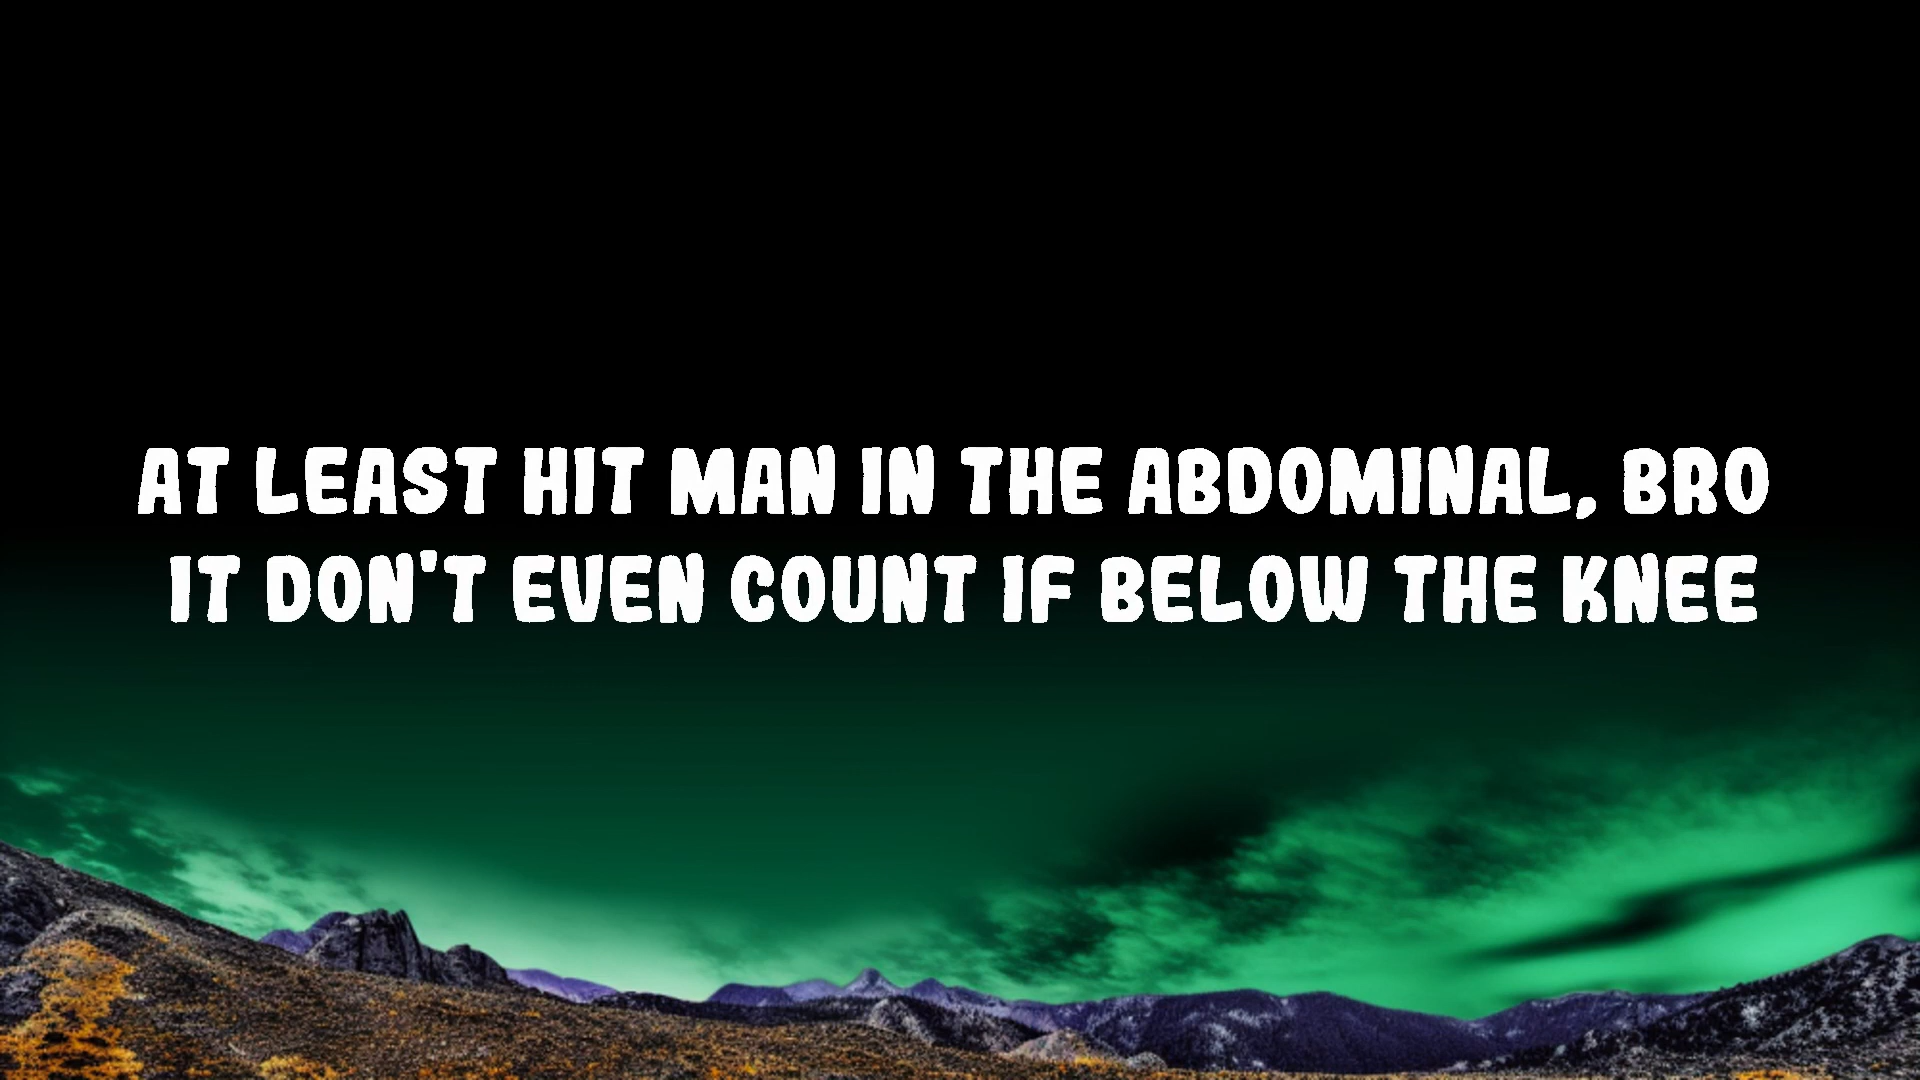 AT LEAST HIT MAN IN THE ABDOMINAL, BRO
IT DON'T EVEN COUNT IF BELOW THE KNEE